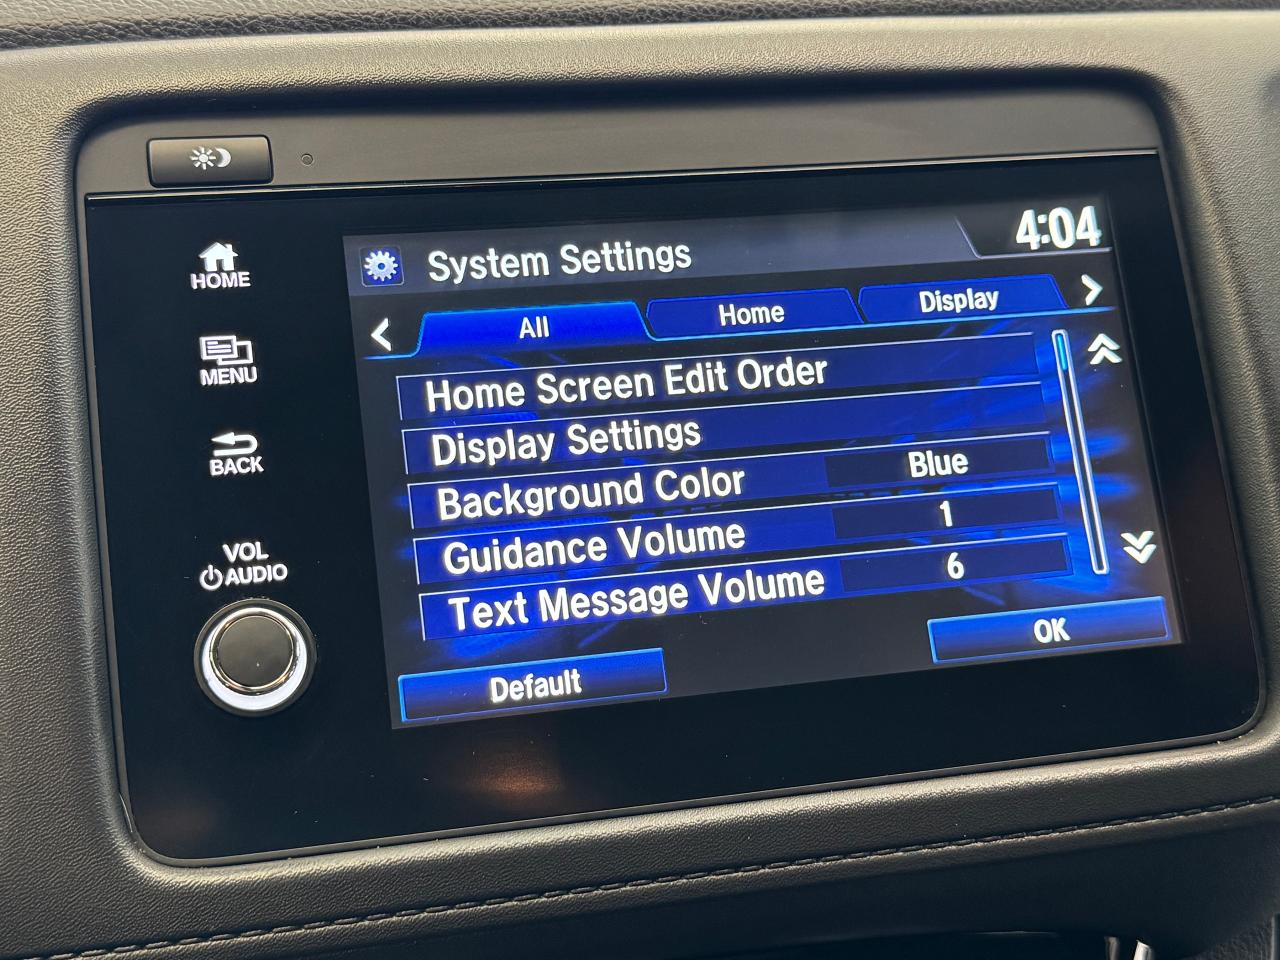 System Settings
4:04
All
Home
Display
Home Screen Edit Order
Display Settings
Background Color
Blue
Guidance Volume
1
Text Message Volume
6
Default
OK
HOME
MENU
BACK
VOL
AUDIO